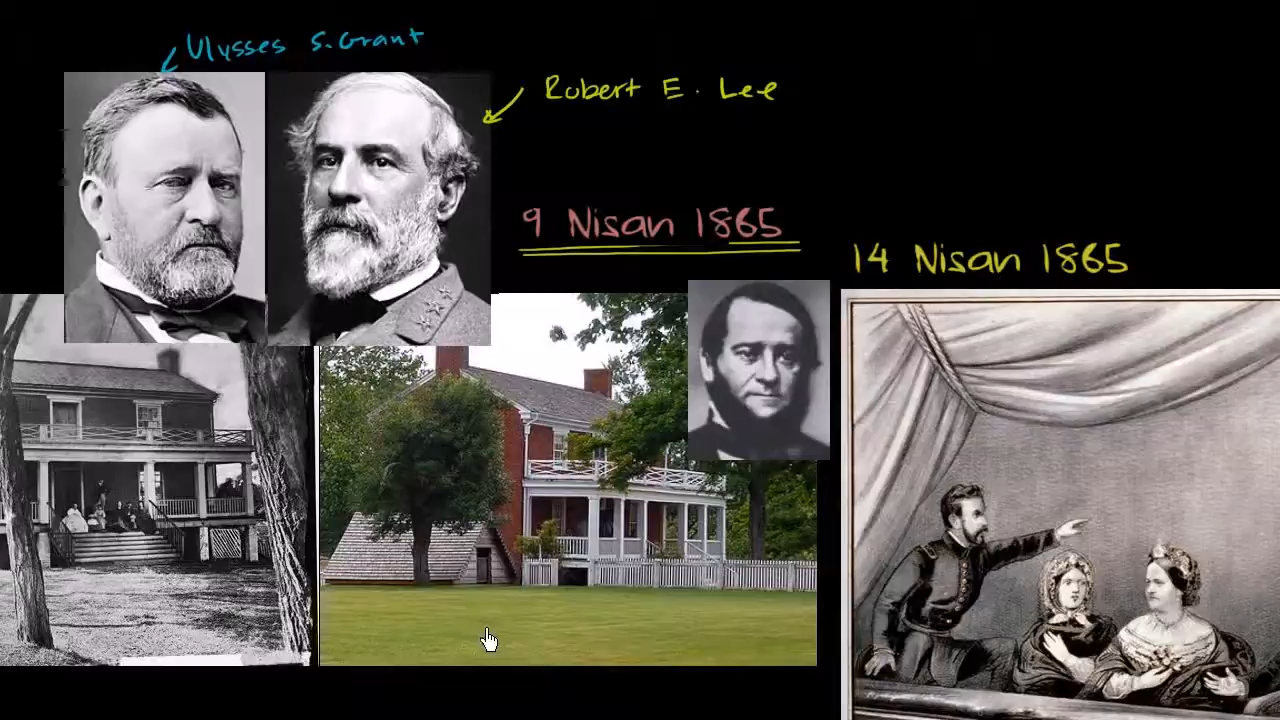 Ulysses S. Grant
Robert E. Lee
9 Nisan 1865
14 Nisan 1865